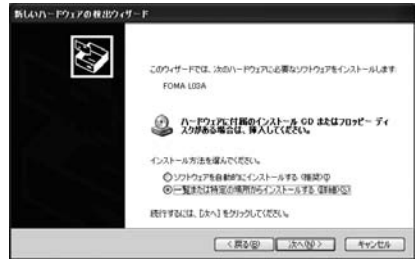 新しいハードウェアの検出ウィザード
このウィザードでは、次のハードウェアに必要なソフトウェアをインストールします:
FOMA L03A
ハードウェアに付属のインストール CD またはフロッピー ディ
スクがある場合は、挿入してください。
インストール方法を選んでください。
ソフトウェアを自動的にインストールする (推奨)(I)
一覧または特定の場所からインストールする (詳細)(S)
続行するには、[次へ] をクリックしてください。
< 戻る(B)
次へ(N) >
キャンセル